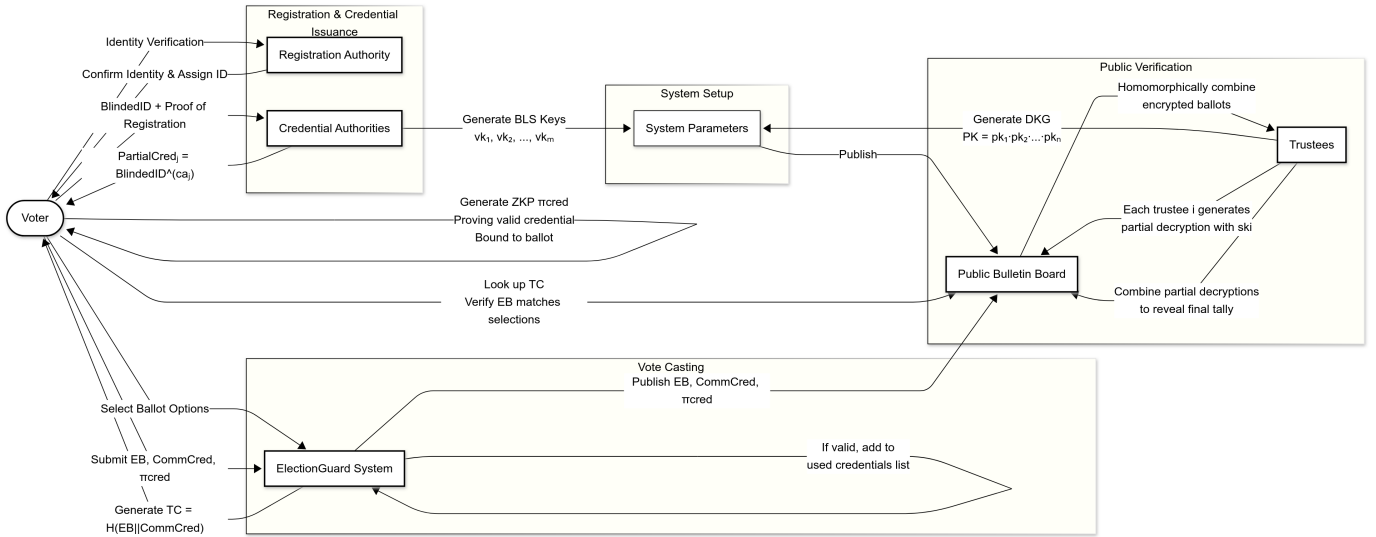 Registration & Credential
Issuance
Registration Authority
Identity Verification
Confirm Identity & Assign ID
BlindedID + Proof of
Registration
Credential Authorities
PartialCredⱼ =
BlindedID^(caⱼ)
Generate BLS Keys
vk₁, vk₂, ..., vkₘ
System Setup
System Parameters
Publish
Generate DKG
PK = pk₁·pk₂·...·pkₙ
Public Verification
Homomorphically combine
encrypted ballots
Trustees
Each trustee i generates
partial decryption with ski
Public Bulletin Board
Combine partial decryptions
to reveal final tally
Voter
Generate ZKP πcred
Proving valid credential
Bound to ballot
Look up TC
Verify EB matches
selections
Vote Casting
Publish EB, CommCred,
πcred
Select Ballot Options
Submit EB, CommCred,
πcred
ElectionGuard System
If valid, add to
used credentials list
Generate TC =
H(EB||CommCred)